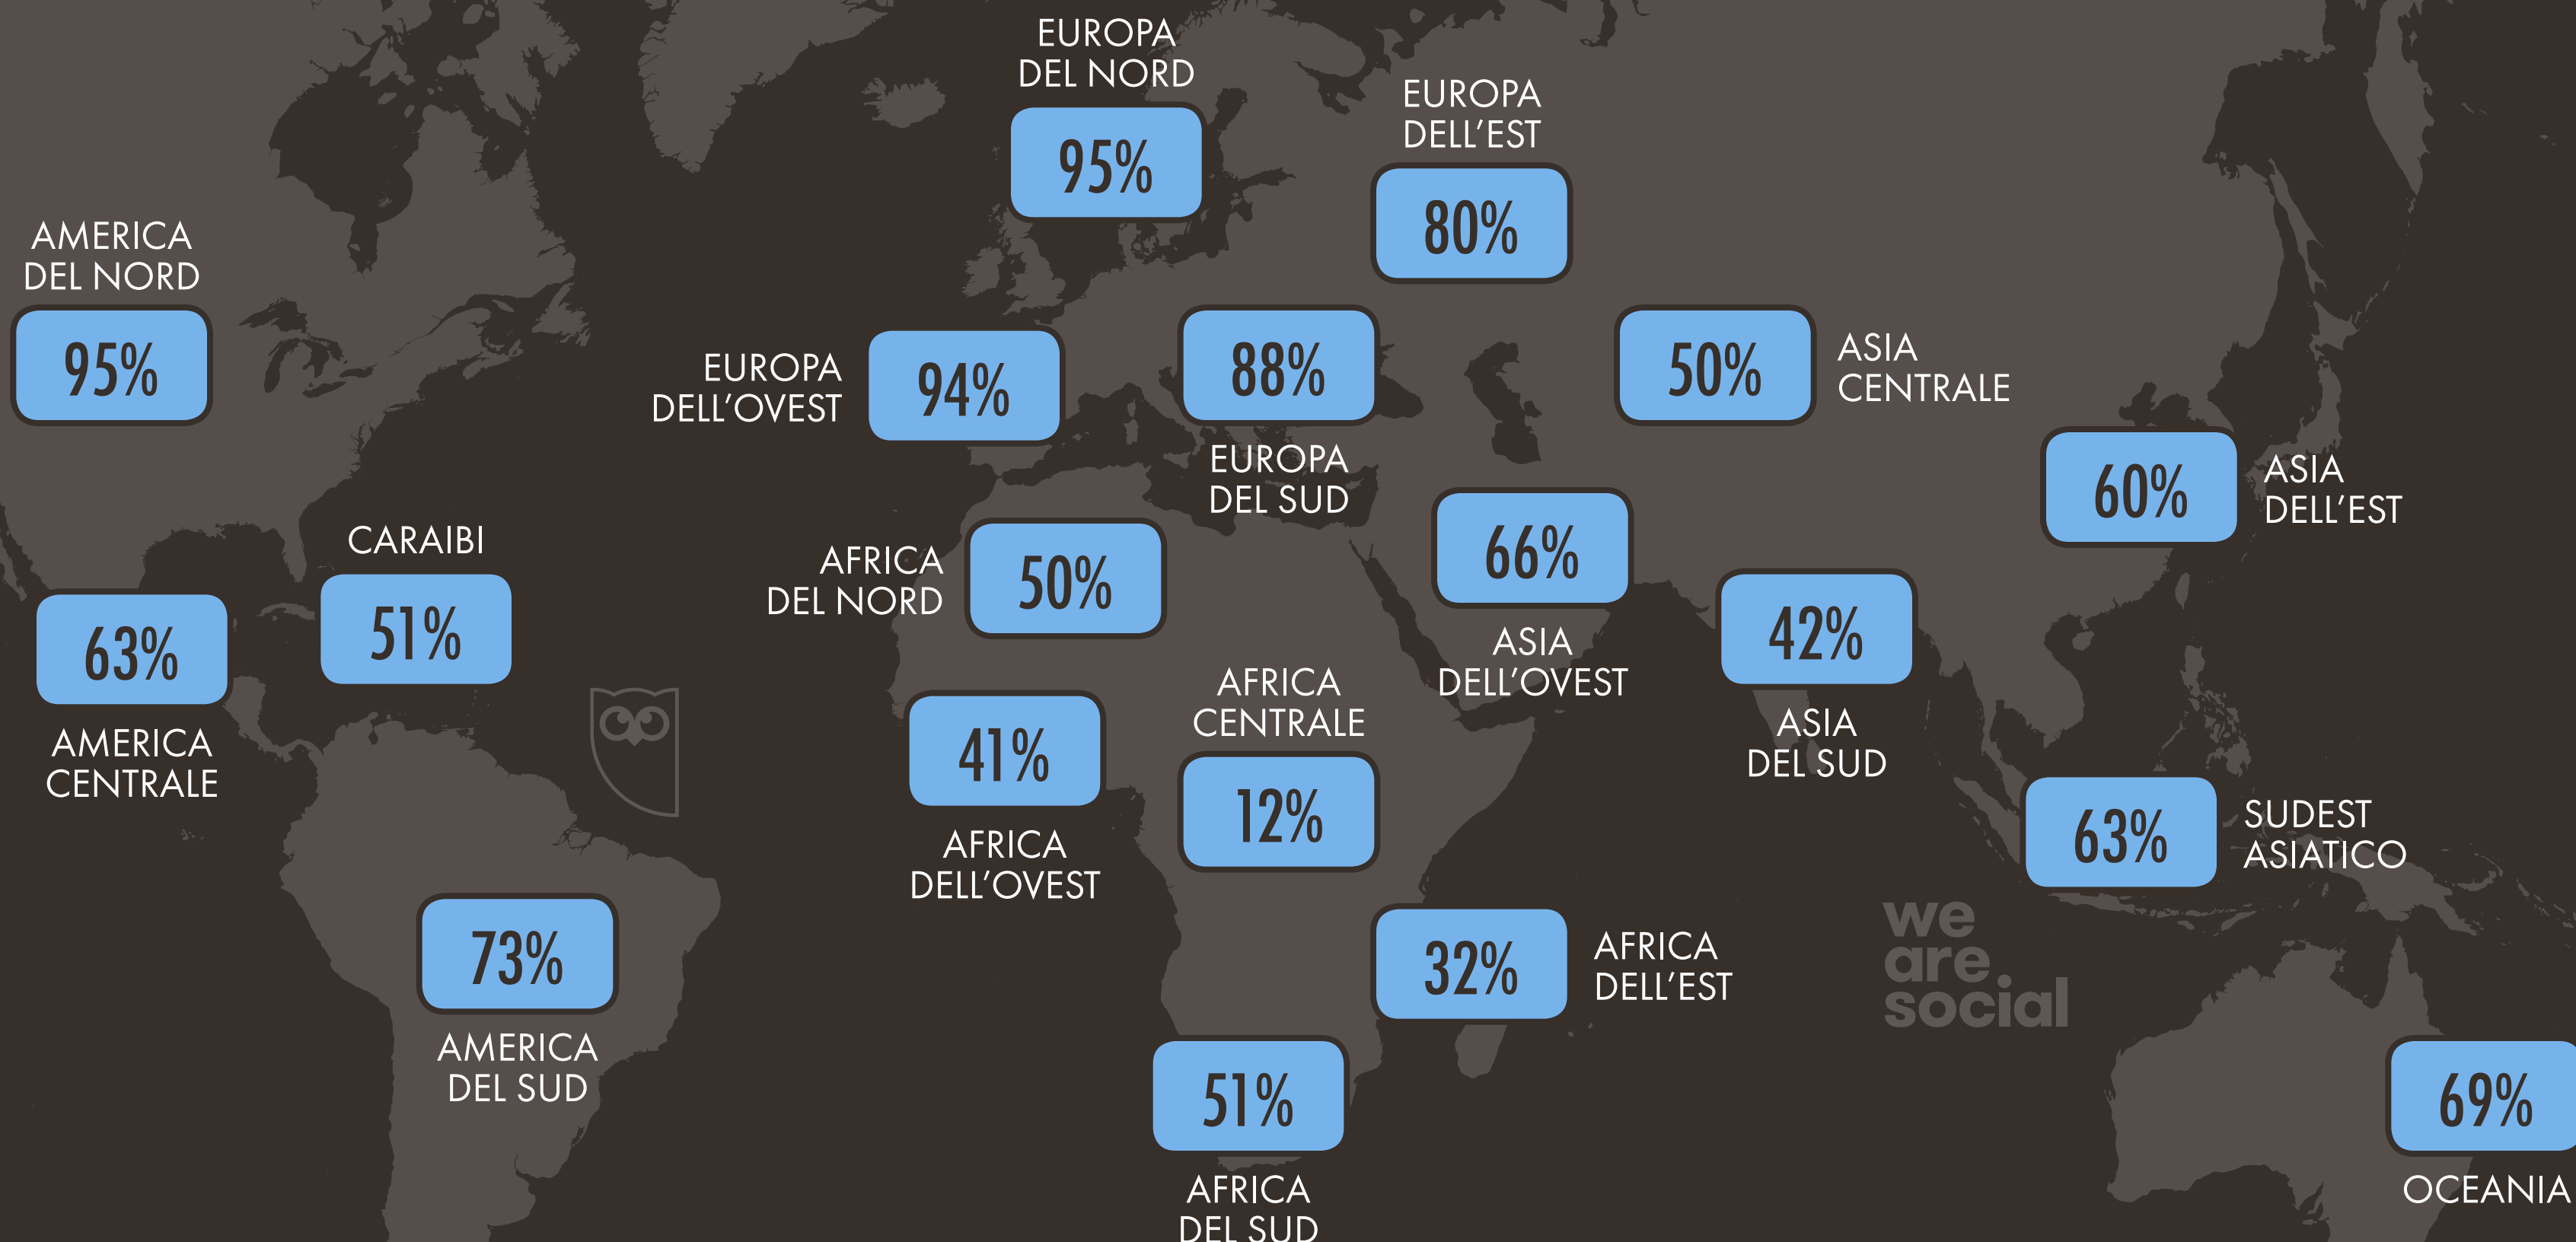 EUROPA
DEL NORD
95%
EUROPA
DELL'EST
80%
AMERICA
DEL NORD
95%
EUROPA
DELL'OVEST
94%
88%
EUROPA
DEL SUD
50%
ASIA
CENTRALE
60%
ASIA
DELL'EST
CARAIBI
51%
63%
AMERICA
CENTRALE
AFRICA
DEL NORD
50%
66%
ASIA
DELL'OVEST
42%
ASIA
DEL SUD
41%
AFRICA
DELL'OVEST
AFRICA
CENTRALE
12%
63%
SUDEST
ASIATICO
73%
AMERICA
DEL SUD
32%
AFRICA
DELL'EST
we
are
social
51%
AFRICA
DEL SUD
69%
OCEANIA